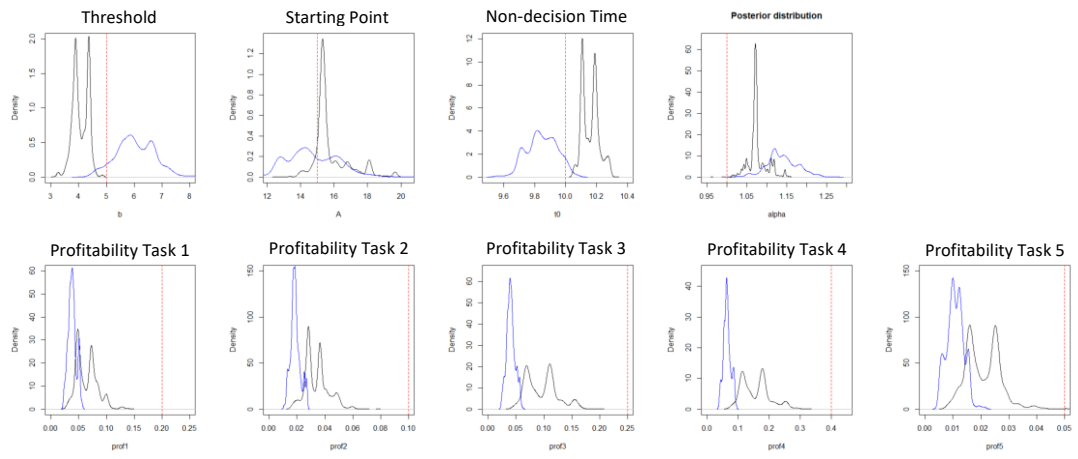 Threshold
Starting Point
Non-decision Time
Posterior distribution
Density
0.0 0.5 1.0 1.5 2.0
3 4 5 6 7 8
b
Density
0.0 0.2 0.4 0.6 0.8 1.0 1.2
12 14 16 18 20
A
Density
0 2 4 6 8 10 12
9.6 9.8 10.0 10.2 10.4
t0
Density
0 10 20 30 40 50 60
0.95 1.05 1.15 1.25
alpha
Profitability Task 1
Profitability Task 2
Profitability Task 3
Profitability Task 4
Profitability Task 5
Density
0 10 20 30 40 50 60
0.00 0.05 0.10 0.15 0.20 0.25
prof1
Density
0 50 100 150
0.00 0.02 0.04 0.06 0.08 0.10
prof2
Density
0 20 40 60
0.00 0.05 0.10 0.15 0.20 0.25
prof3
Density
0 10 20 30 40 50
0.0 0.1 0.2 0.3 0.4
prof4
Density
0 50 100 150
0.00 0.01 0.02 0.03 0.04 0.05
prof5